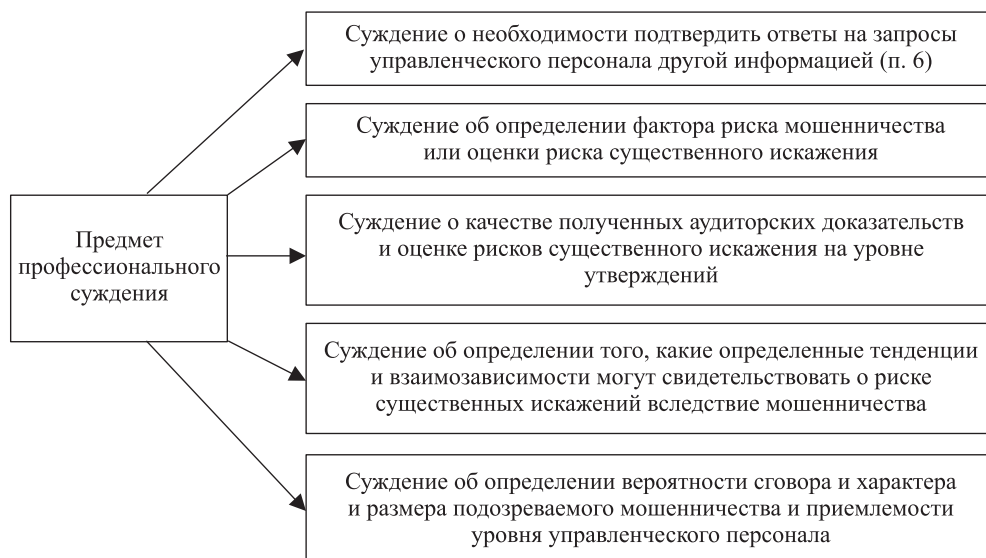 Суждение о необходимости подтвердить ответы на запросы
управленческого персонала другой информацией (п. 6)
Суждение об определении фактора риска мошенничества
или оценки риска существенного искажения
Предмет
профессионального
суждения
Суждение о качестве полученных аудиторских доказательств
и оценке рисков существенного искажения на уровне
утверждений
Суждение об определении того, какие определенные тенденции
и взаимозависимости могут свидетельствовать о риске
существенных искажений вследствие мошенничества
Суждение об определении вероятности сговора и характера
и размера подозреваемого мошенничества и приемлемости
уровня управленческого персонала